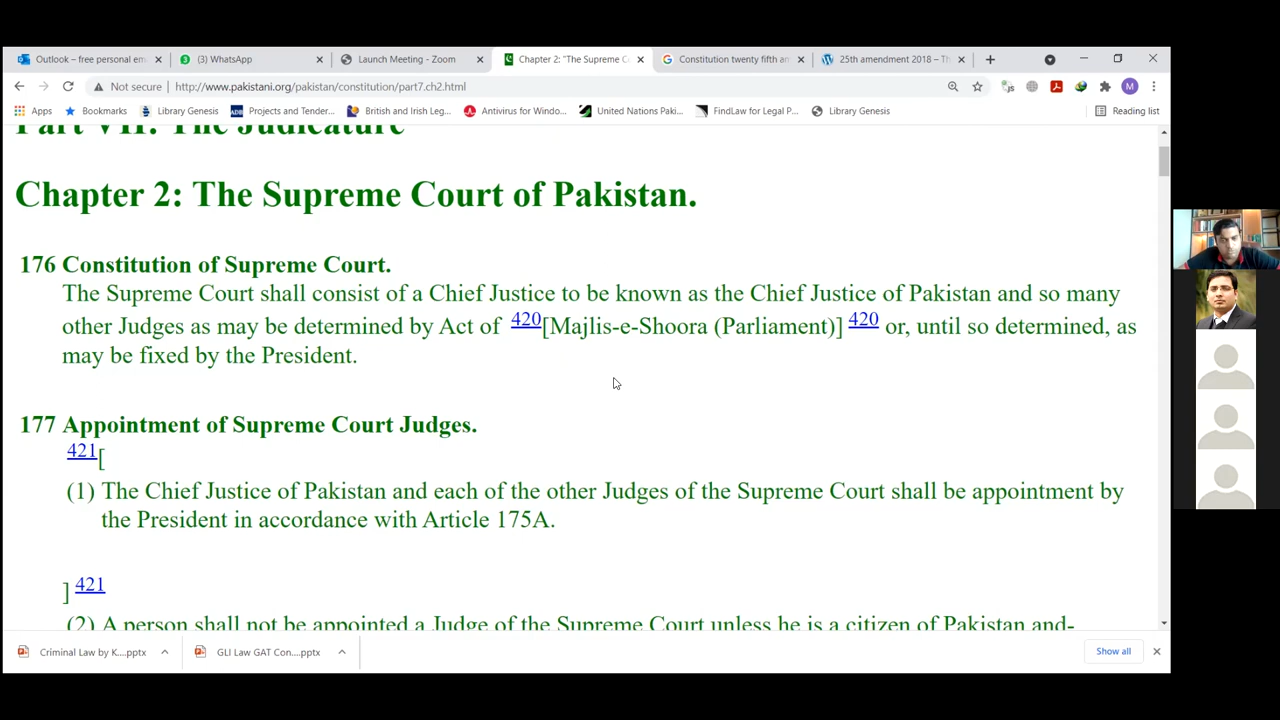 Outlook – free personal em
(3) WhatsApp
Launch Meeting - Zoom
Chapter 2: "The Supreme C
Constitution twenty fifth am
25th amendment 2018 – Th
Not secure | http://www.pakistani.org/pakistan/constitution/part7.ch2.html
M
Apps
Bookmarks
Library Genesis
ADB
Projects and Tender...
British and Irish Leg...
Antivirus for Windo...
United Nations Paki...
FindLaw for Legal P...
Library Genesis
Reading list
Part VII: The Judicature
Chapter 2: The Supreme Court of Pakistan.
176 Constitution of Supreme Court.
The Supreme Court shall consist of a Chief Justice to be known as the Chief Justice of Pakistan and so many
other Judges as may be determined by Act of 420[Majlis-e-Shoora (Parliament)] 420 or, until so determined, as
may be fixed by the President.
177 Appointment of Supreme Court Judges.
421[
(1) The Chief Justice of Pakistan and each of the other Judges of the Supreme Court shall be appointment by
the President in accordance with Article 175A.
] 421
(2) A person shall not be appointed a Judge of the Supreme Court unless he is a citizen of Pakistan and-
Criminal Law by K....pptx
GLI Law GAT Con....pptx
Show all